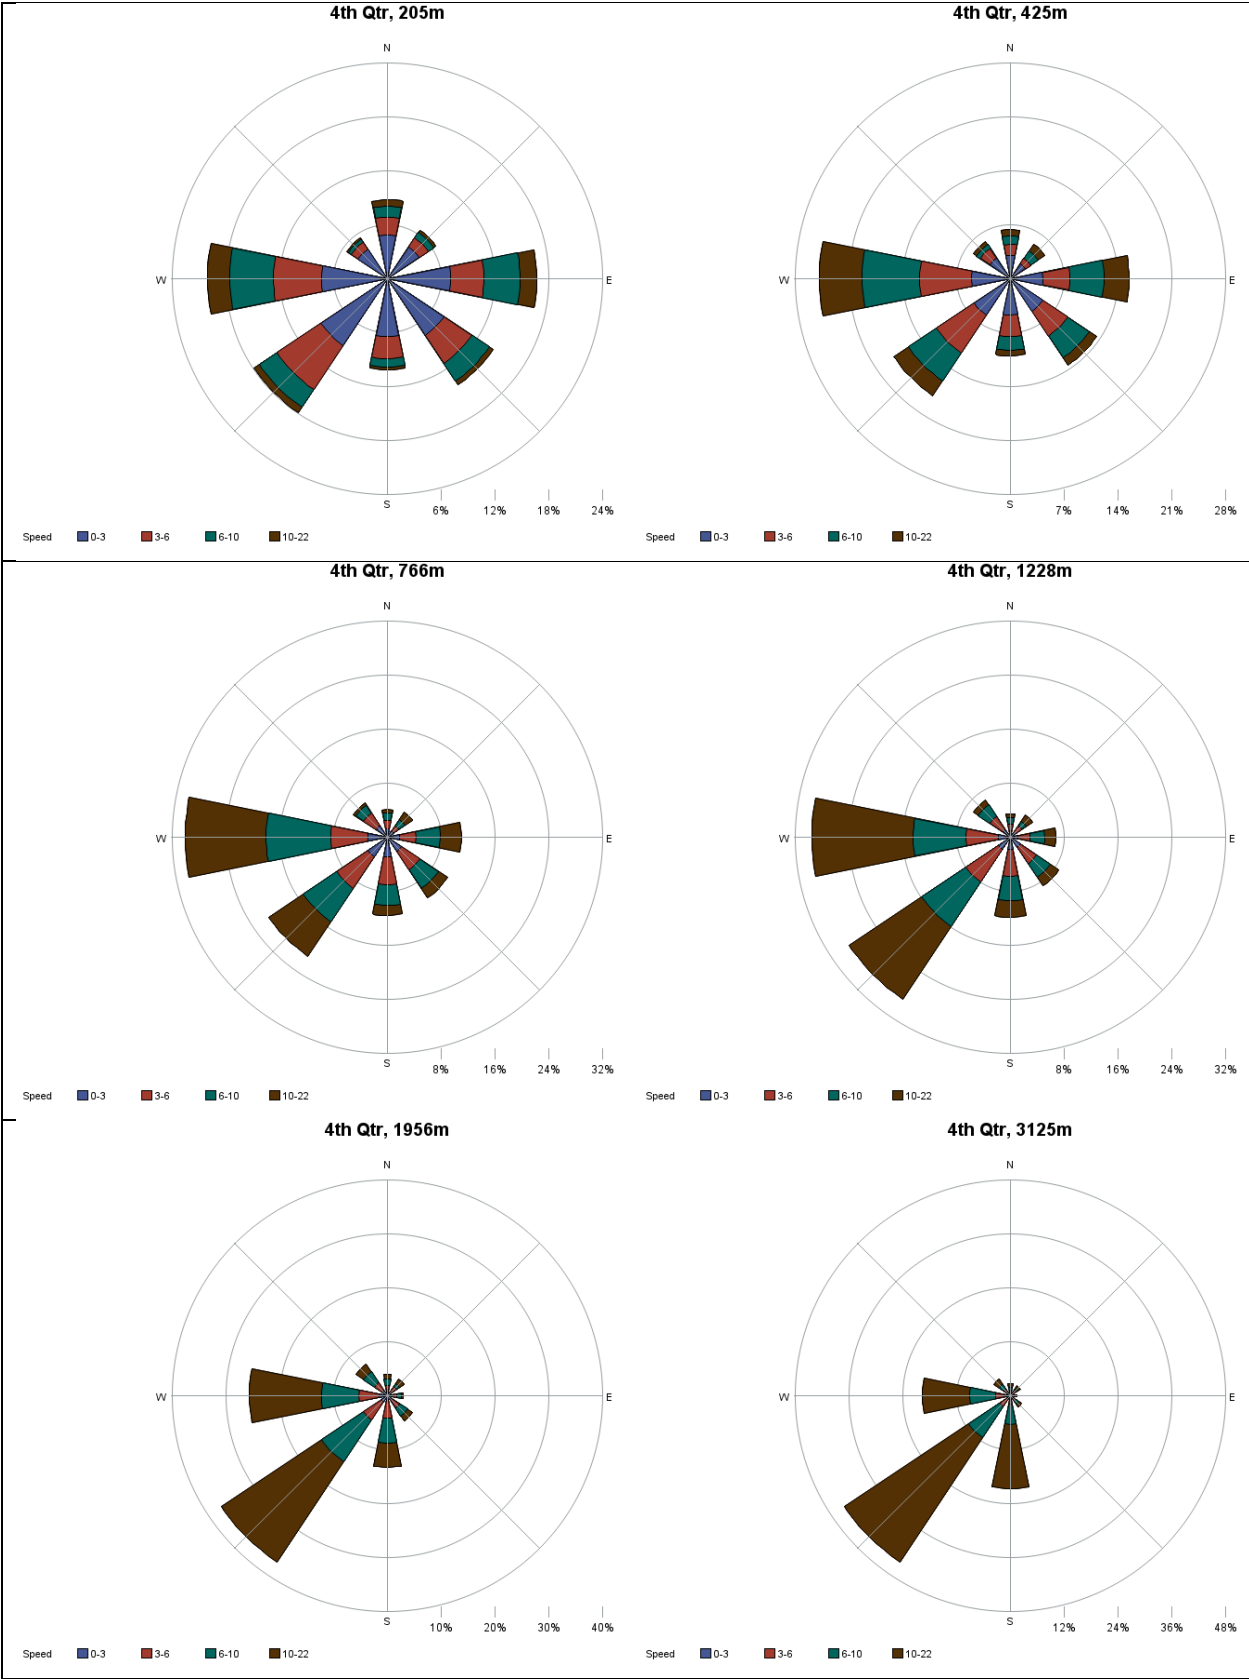 4th Qtr, 205m
N
W
E
S
6% 12% 18% 24%
Speed 0-3 3-6 6-10 10-22
4th Qtr, 425m
N
W
E
S
7% 14% 21% 28%
Speed 0-3 3-6 6-10 10-22
4th Qtr, 766m
N
W
E
S
8% 16% 24% 32%
Speed 0-3 3-6 6-10 10-22
4th Qtr, 1228m
N
W
E
S
8% 16% 24% 32%
Speed 0-3 3-6 6-10 10-22
4th Qtr, 1956m
N
W
E
S
10% 20% 30% 40%
Speed 0-3 3-6 6-10 10-22
4th Qtr, 3125m
N
W
E
S
12% 24% 36% 48%
Speed 0-3 3-6 6-10 10-22